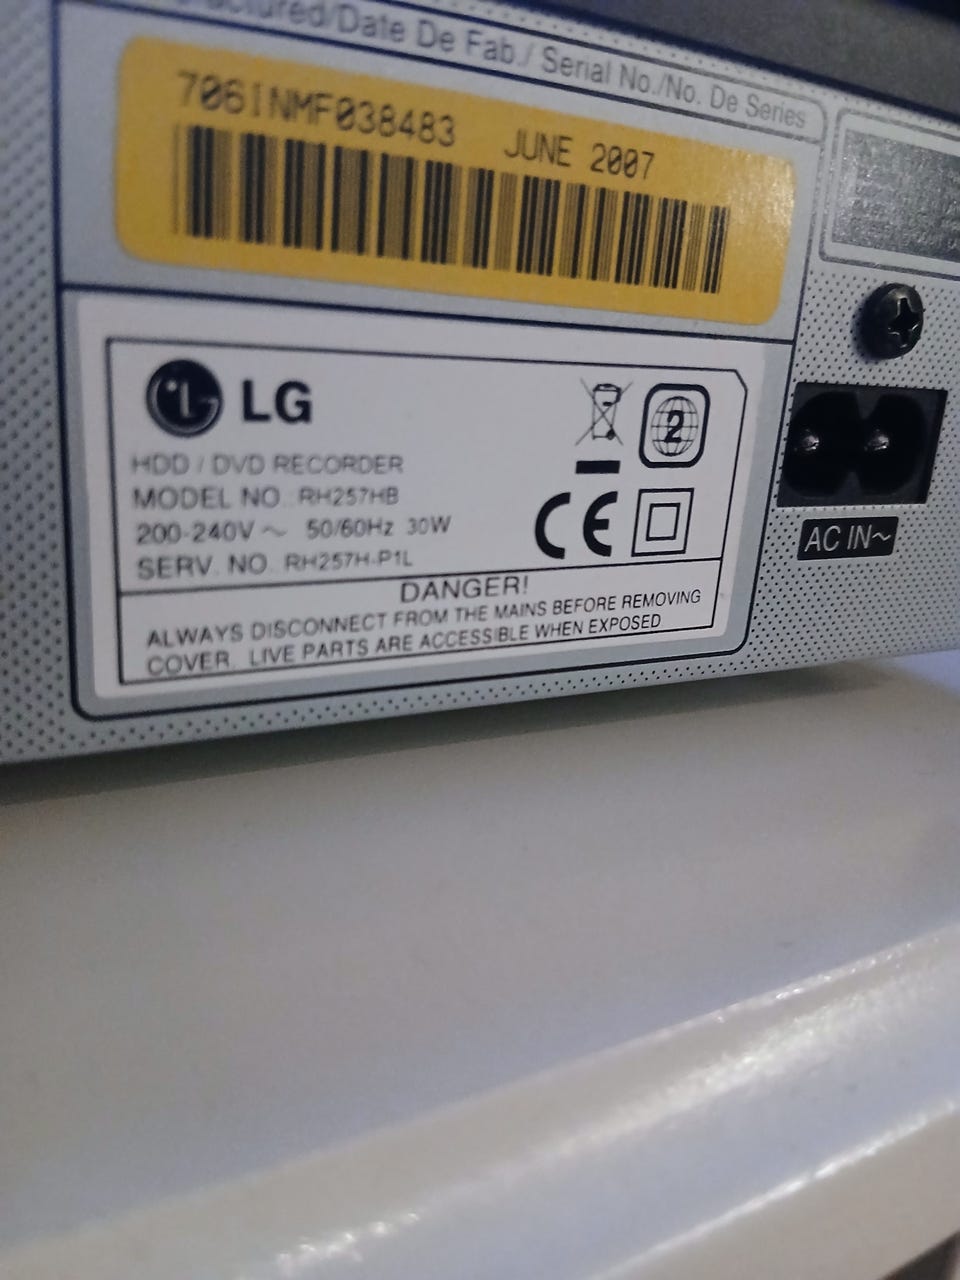 /Date De Fab./ Serial No./No. De Series
706INMF038483 JUNE 2007
LG
2
HDD / DVD RECORDER
MODEL NO. RH257HB
200-240V ~ 50/60Hz 30W
SERV. NO. RH257H-P1L
CE
AC IN~
DANGER!
ALWAYS DISCONNECT FROM THE MAINS BEFORE REMOVING
COVER. LIVE PARTS ARE ACCESSIBLE WHEN EXPOSED